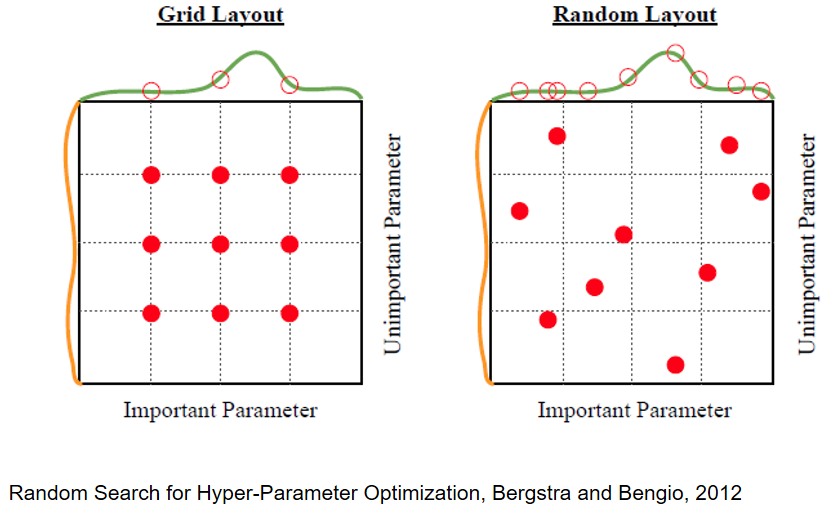 Grid Layout
Random Layout
Unimportant Parameter
Unimportant Parameter
Important Parameter
Important Parameter
Random Search for Hyper-Parameter Optimization, Bergstra and Bengio, 2012